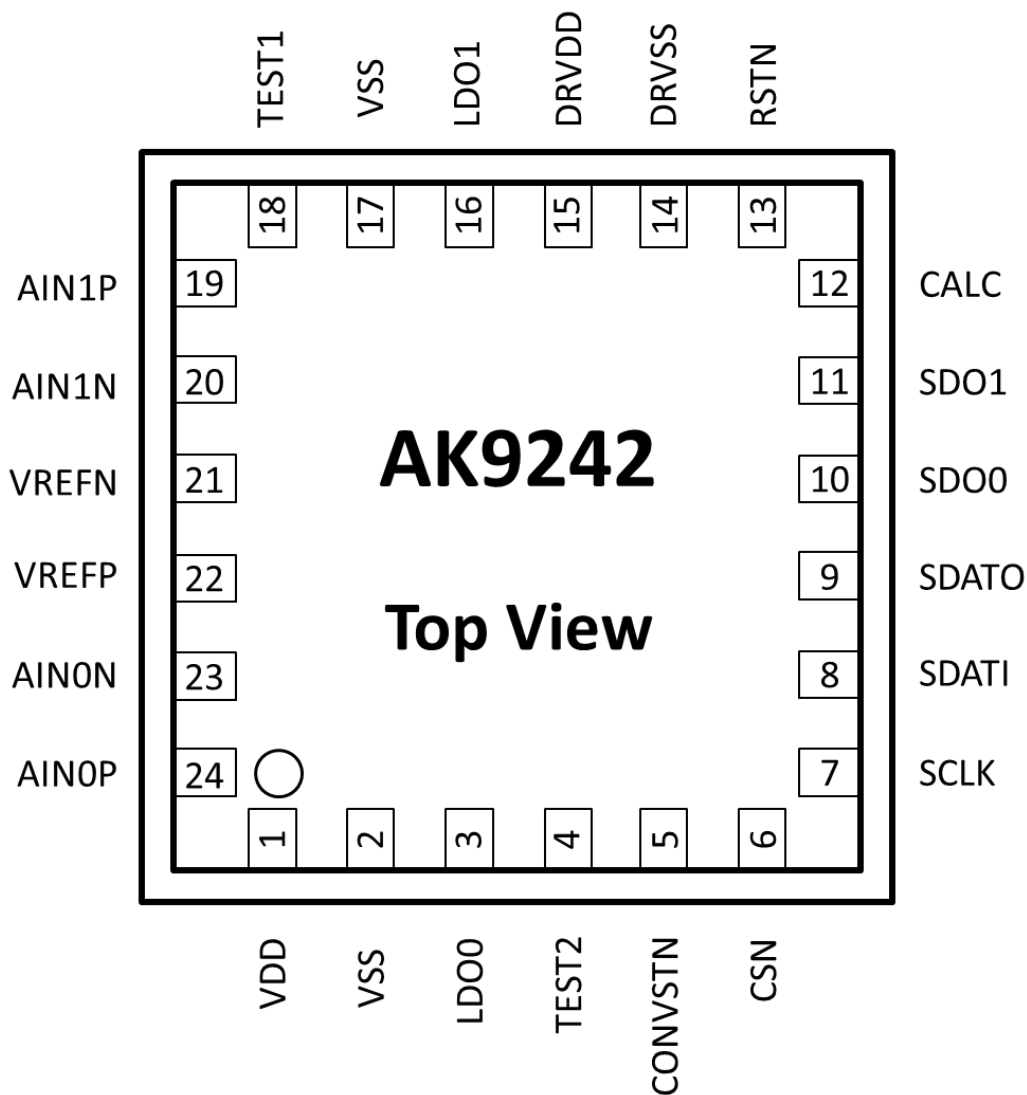 TEST1
VSS
LDO1
DRVDD
DRVSS
RSTN
18
17
16
15
14
13
AIN1P
19
12
CALC
AIN1N
20
11
SDO1
VREFN
21
10
SDO0
VREFP
22
9
SDATO
AIN0N
23
8
SDATI
AIN0P
24
7
SCLK
AK9242
Top View
1
2
3
4
5
6
VDD
VSS
LDO0
TEST2
CONVSTN
CSN